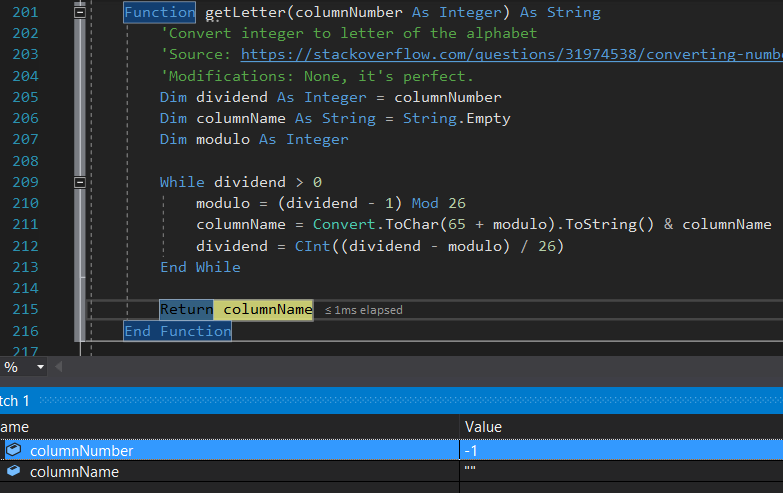 201 Function getLetter(columnNumber As Integer) As String
202 'Convert integer to letter of the alphabet
203 'Source: https://stackoverflow.com/questions/31974538/converting-numbe
204 'Modifications: None, it's perfect.
205 Dim dividend As Integer = columnNumber
206 Dim columnName As String = String.Empty
207 Dim modulo As Integer
208
209 While dividend > 0
210 modulo = (dividend - 1) Mod 26
211 columnName = Convert.ToChar(65 + modulo).ToString() & columnName
212 dividend = CInt((dividend - modulo) / 26)
213 End While
214
215 Return columnName ≤ 1ms elapsed
216 End Function
217
%
tch 1
ame Value
columnNumber -1
columnName ""